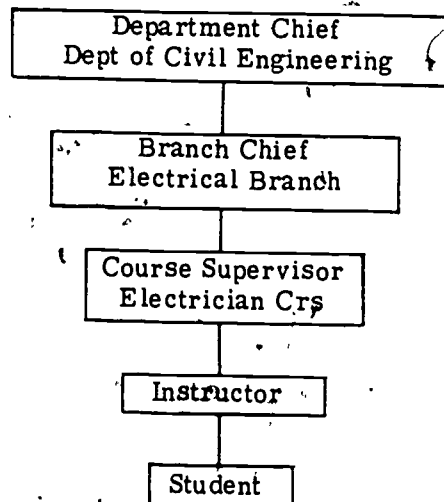 Department Chief
Dept of Civil Engineering
Branch Chief
Electrical Branch
Course Supervisor
Electrician Crs
Instructor
Student